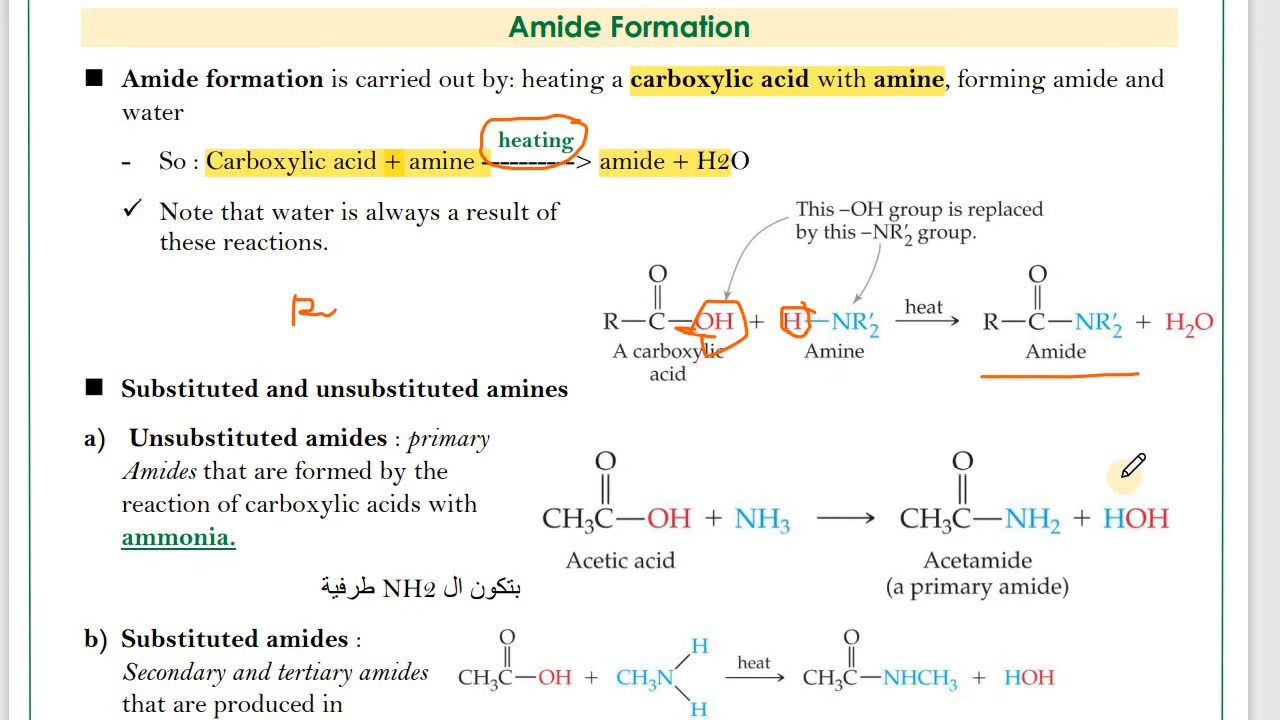 Amide Formation
■ Amide formation is carried out by: heating a carboxylic acid with amine, forming amide and
water
heating
- So : Carboxylic acid + amine ----------> amide + H2O
✓ Note that water is always a result of
these reactions.
This –OH group is replaced
by this –NR′₂ group.
O
R—C—OH + H—NR′₂
A carboxylic
acid
Amine
heat
O
R—C—NR′₂ + H₂O
Amide
■ Substituted and unsubstituted amines
a) Unsubstituted amides : primary
Amides that are formed by the
reaction of carboxylic acids with
ammonia.
بتكون ال NH2 طرفية
O
CH₃C—OH + NH₃
Acetic acid
O
CH₃C—NH₂ + HOH
Acetamide
(a primary amide)
b) Substituted amides :
Secondary and tertiary amides
that are produced in
O
H
CH₃C—OH + CH₃N
H
heat
O
CH₃C—NHCH₃ + HOH